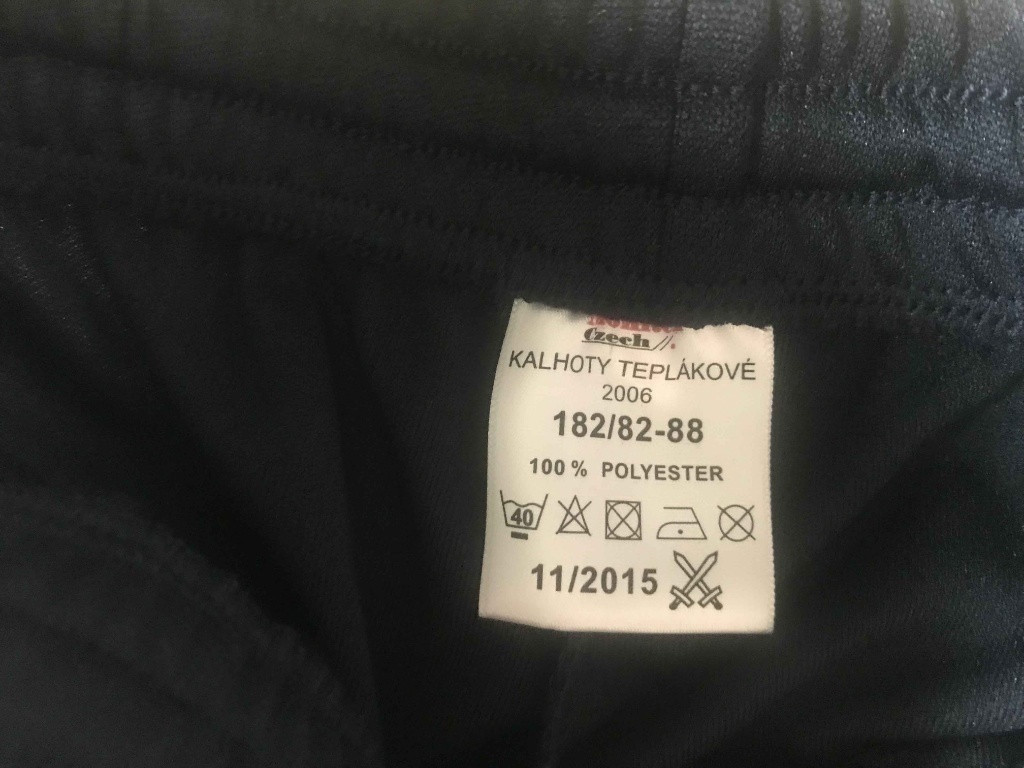 Czech
KALHOTY TEPLÁKOVÉ
2006
182/82-88
100 % POLYESTER
40
11/2015